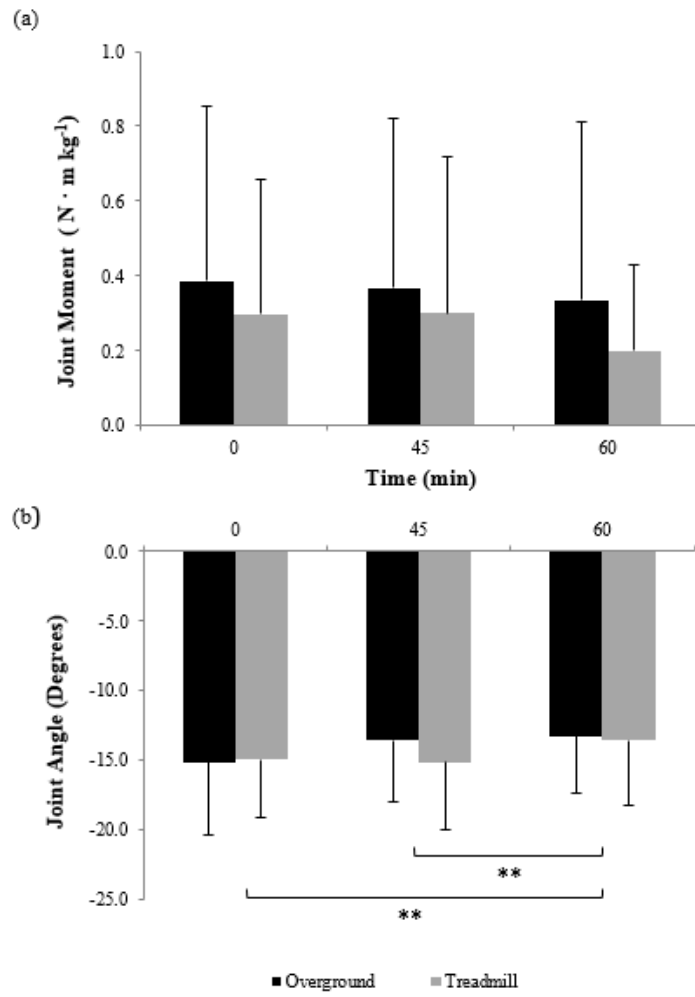 (a)
1.0
0.8
0.6
0.4
0.2
0.0
Joint Moment ( N · m kg-1)
0 45 60
Time (min)
(b)
0 45 60
0.0
-5.0
-10.0
-15.0
-20.0
-25.0
Joint Angle (Degrees)
**
**
Overground Treadmill